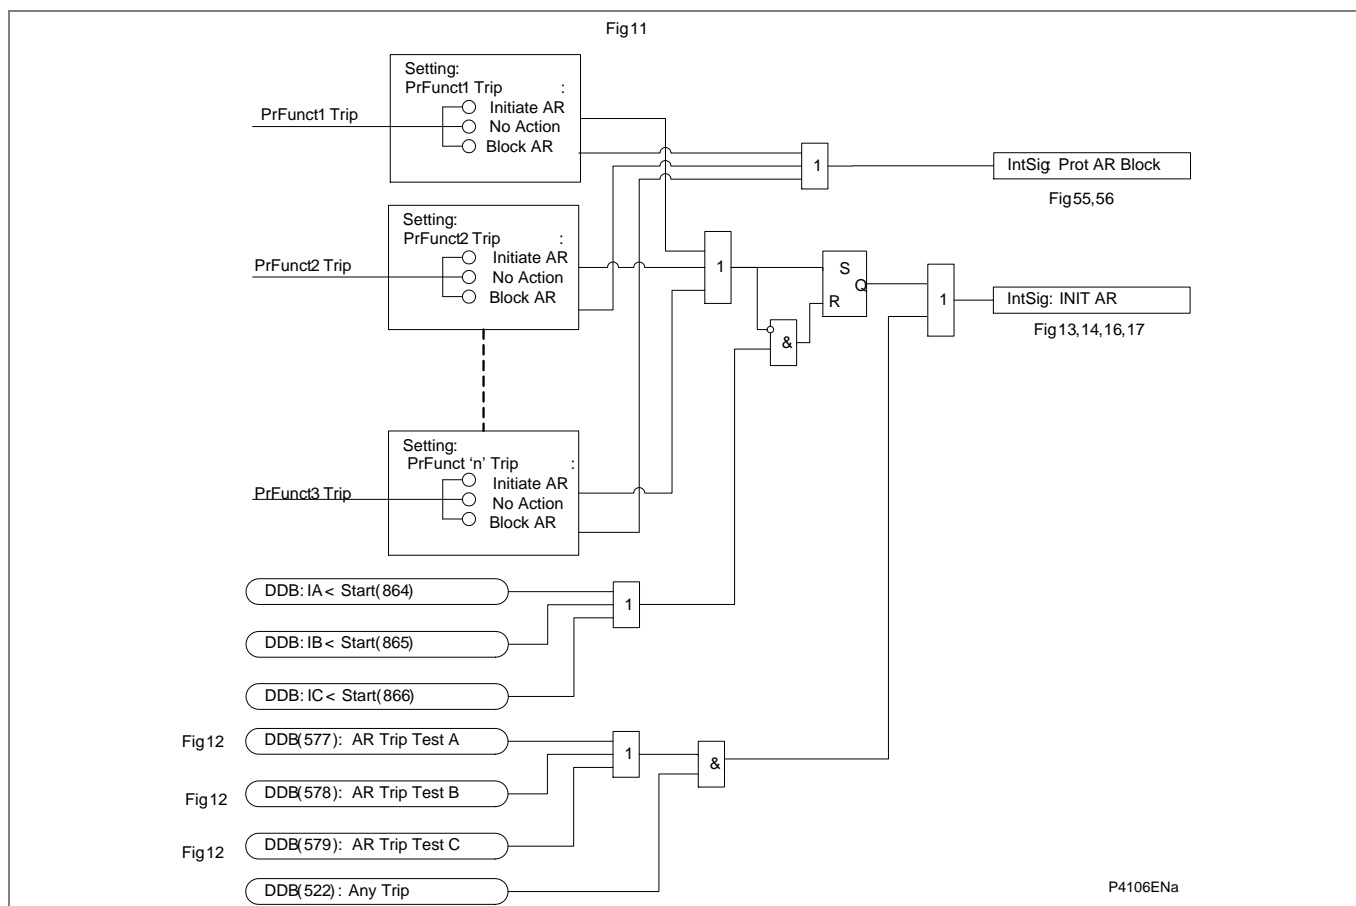 Fig11
Setting:
PrFunct1 Trip :
Initiate AR
No Action
Block AR
PrFunct1 Trip
1
IntSig: Prot AR Block
Fig55,56
Setting:
PrFunct2 Trip :
Initiate AR
No Action
Block AR
PrFunct2 Trip
1
S
Q
R
&
1
IntSig: INIT AR
Fig13,14,16,17
Setting:
PrFunct 'n' Trip :
Initiate AR
No Action
Block AR
PrFunct3 Trip
DDB: IA< Start(864)
1
DDB: IB< Start(865)
DDB: IC< Start(866)
Fig12
DDB(577): AR Trip Test A
1
&
Fig12
DDB(578): AR Trip Test B
Fig12
DDB(579): AR Trip Test C
DDB(522): Any Trip
P4106ENa